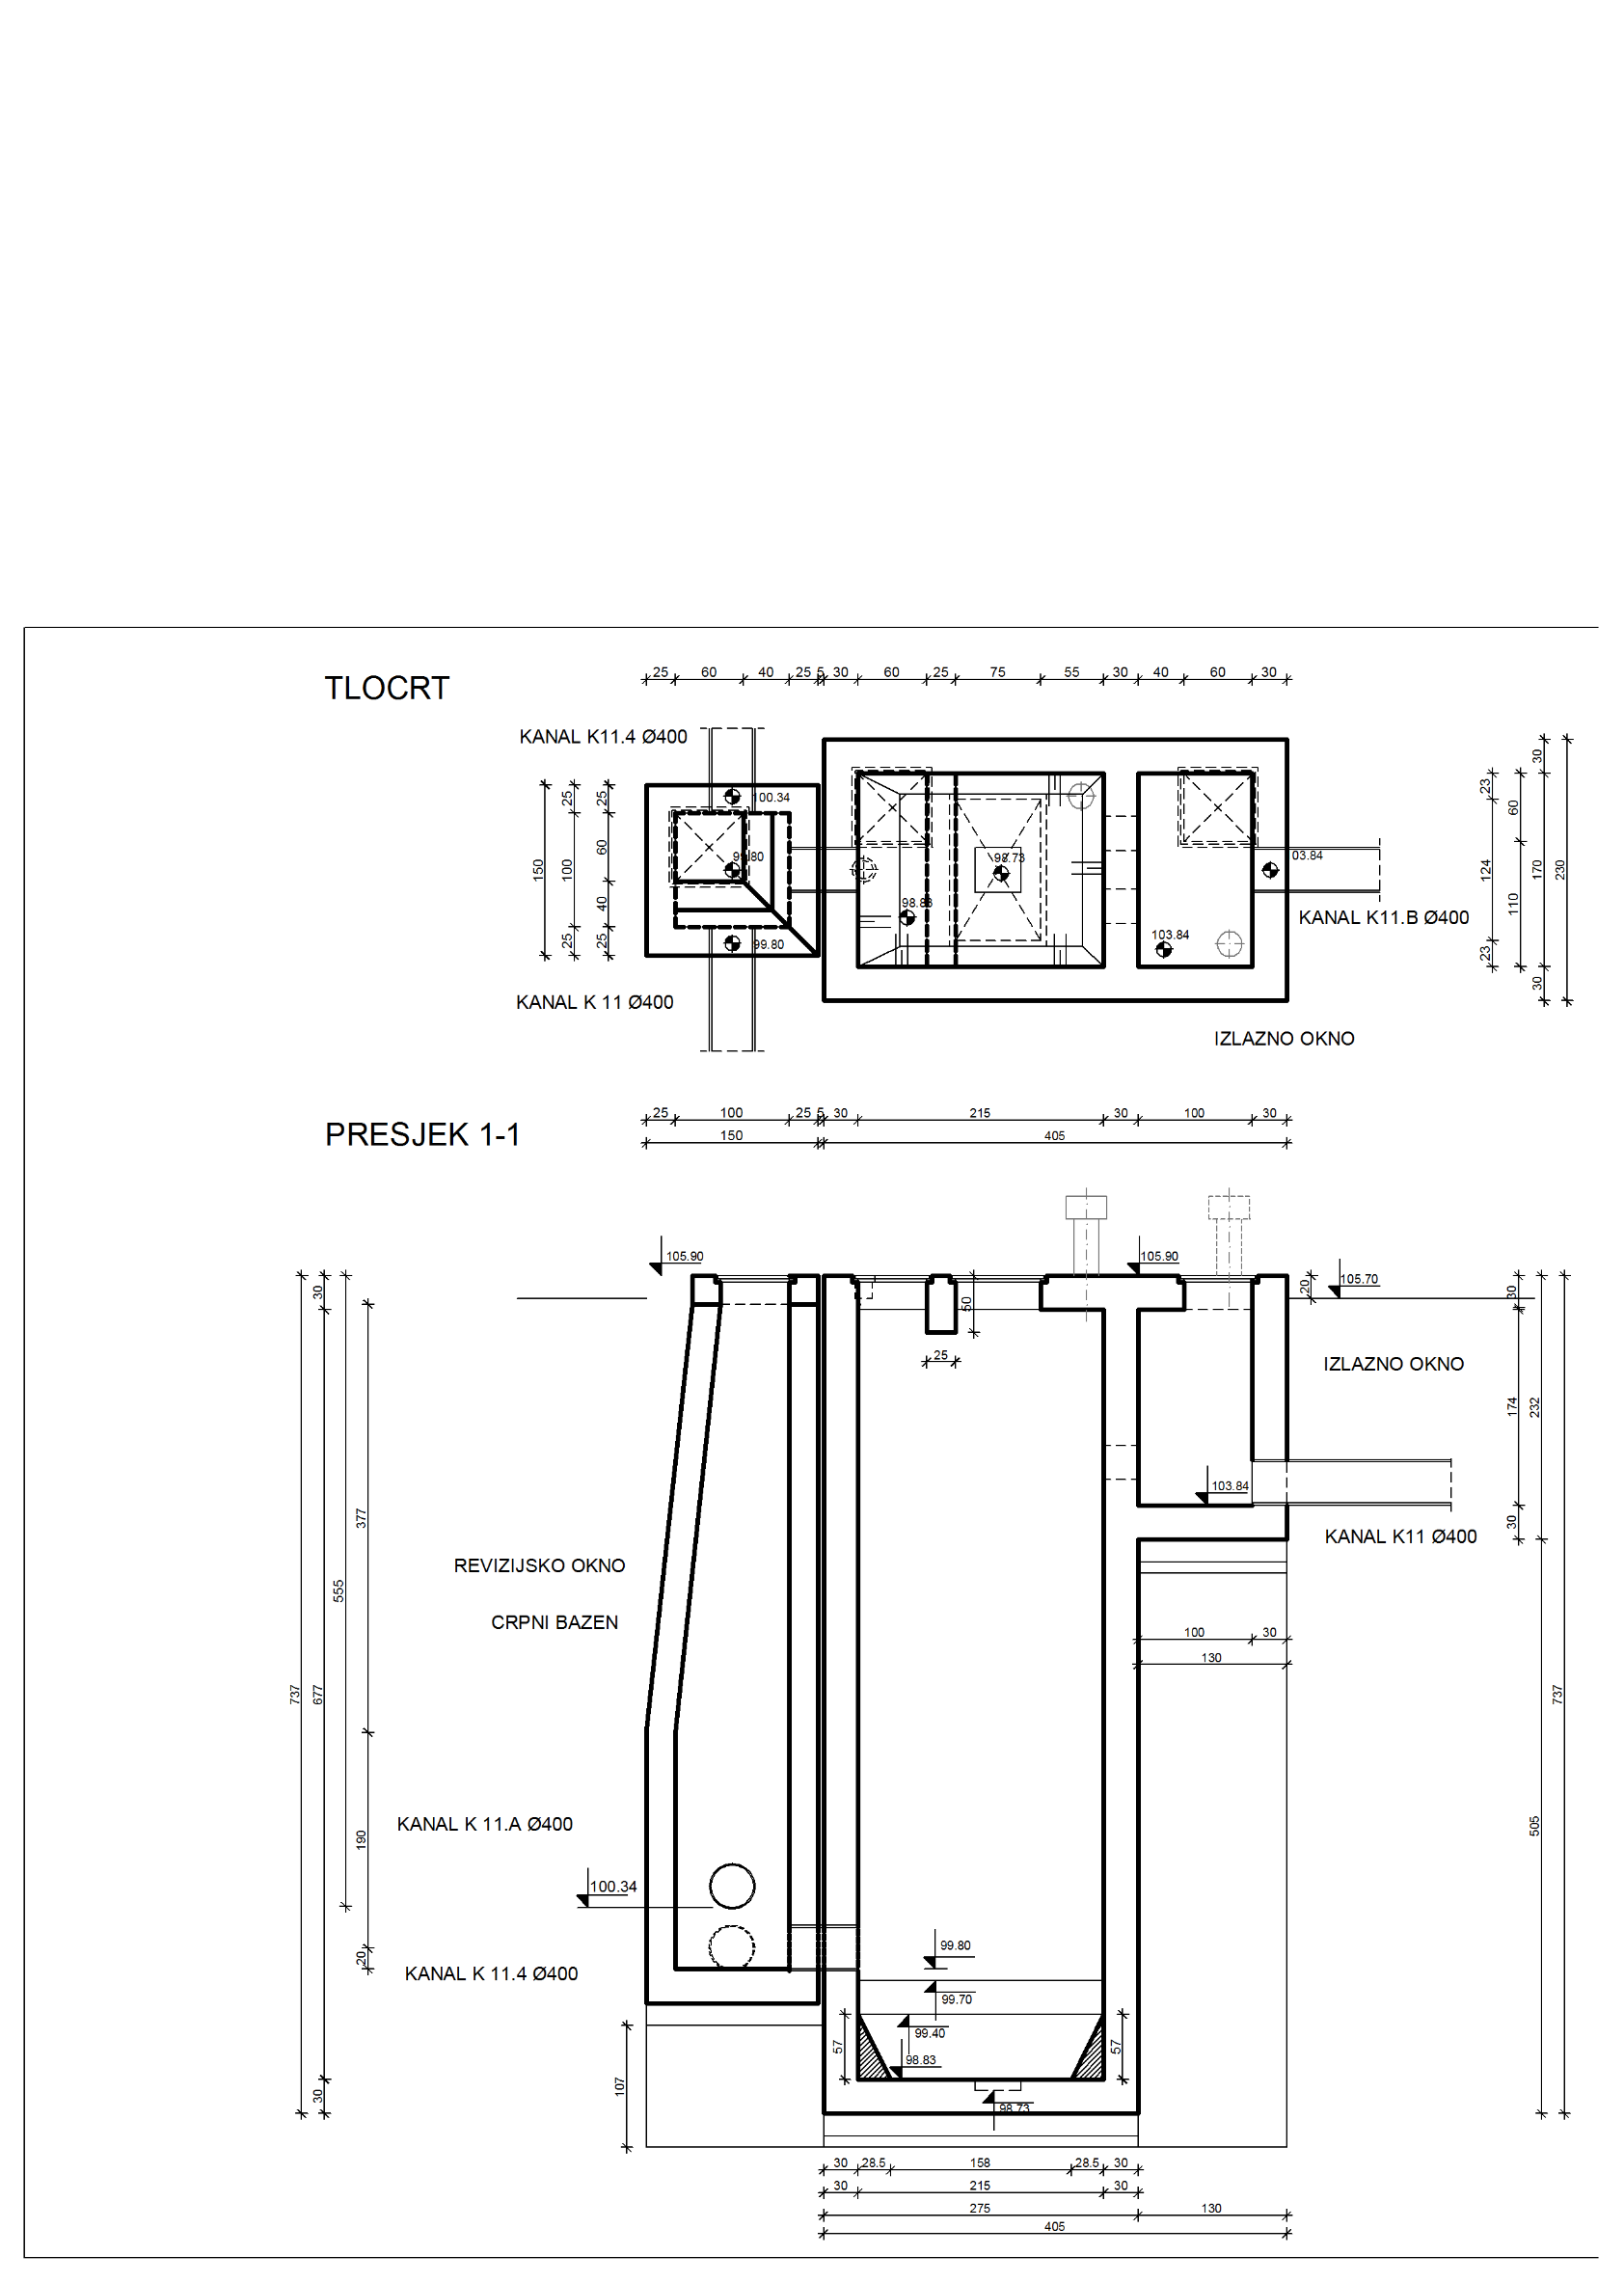 25 60 40 25 5 30 60 25 75 55 30 40 60 30
TLOCRT
KANAL K11.4 Ø400
150
25 100 25
25 60 40 25
100.34
99.80
99.80
98.83
98.73
103.84
03.84
KANAL K11.B Ø400
23 124 23
60 110
30 170 30
230
KANAL K 11 Ø400
IZLAZNO OKNO
PRESJEK 1-1
25 100 25 5 30 215 30 100 30
150 405
105.90
105.90
105.70
20
50
25
IZLAZNO OKNO
103.84
KANAL K11 Ø400
30 174 30
232 505
737
REVIZIJSKO OKNO
CRPNI BAZEN
737
30 677 30
555
377 190 20
100 30
130
KANAL K 11.A Ø400
100.34
KANAL K 11.4 Ø400
99.80
99.70
99.40
98.83
98.73
57
57
107
30 28.5 158 28.5 30
30 215 30
275 130
405